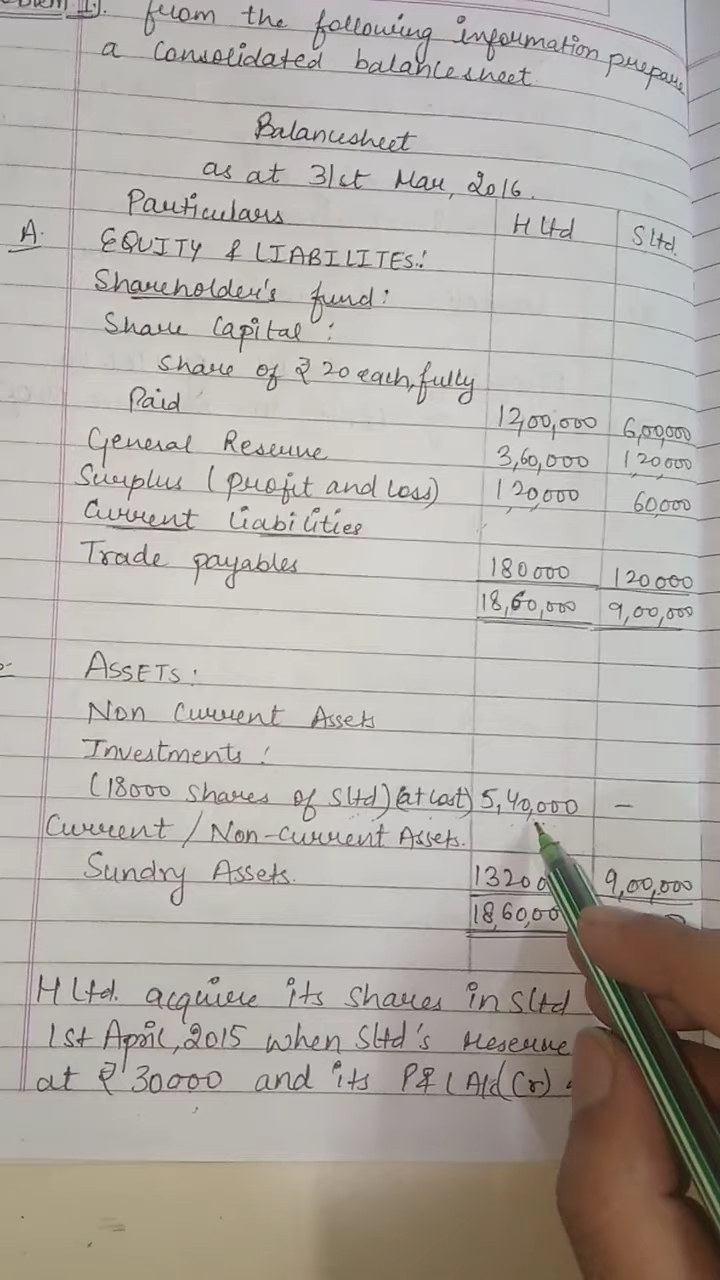 1). from the following information prepare
a consolidated balancesheet
Balancesheet
as at 31st Mar, 2016.
Particulars H Ltd S Ltd.
A. EQUITY & LIABILITES:
Shareholder's fund:
Share Capital:
Share of ₹ 20 each, fully
Paid 12,00,000 6,00,000
General Reserve 3,60,000 1,20000
Surplus (profit and loss) 1,20,000 60,000
Current liabilities
Trade payables 180000 120000
18,60,000 9,00,000
ASSETS:
Non Current Assets
Investments:
(18000 shares of S Ltd) (at cost) 5,40,000 –
Current / Non-Current Assets.
Sundry Assets. 9,00,000
H Ltd. acquire its shares in S Ltd
1st April, 2015 when S Ltd's reserve
at ₹ 30000 and its P & L A/c (Cr)